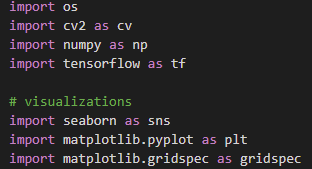 import os
import cv2 as cv
import numpy as np
import tensorflow as tf
# visualizations
import seaborn as sns
import matplotlib.pyplot as plt
import matplotlib.gridspec as gridspec